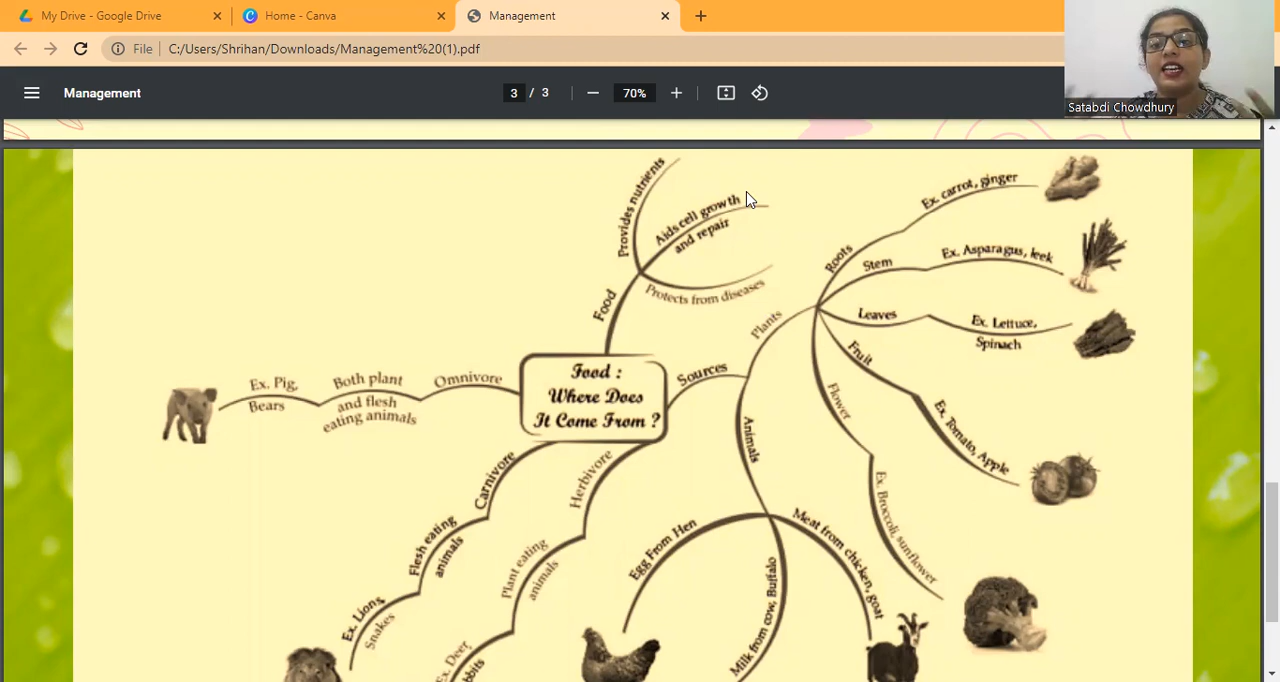 My Drive - Google Drive
Home - Canva
Management
File
C:/Users/Shrihan/Downloads/Management%20(1).pdf
Management
3 / 3
70%
Satabdi Chowdhury
Provides nutrients
Aids cell growth
and repair
Protects from diseases
Food
Food :
Where Does
It Come From ?
Sources
Plants
Roots
Ex. carrot, ginger
Stem
Ex. Asparagus, leek
Leaves
Ex. Lettuce,
Spinach
Fruit
Ex. Tomato, Apple
Flower
Ex. Broccoli, sunflower
Animals
Egg From Hen
Milk from cow, Buffalo
Meat from chicken, goat
Herbivore
Plant eating
animals
Ex. Deer,
Carnivore
Flesh eating
animals
Ex. Lions,
Snakes
Omnivore
Both plant
and flesh
eating animals
Ex. Pig,
Bears